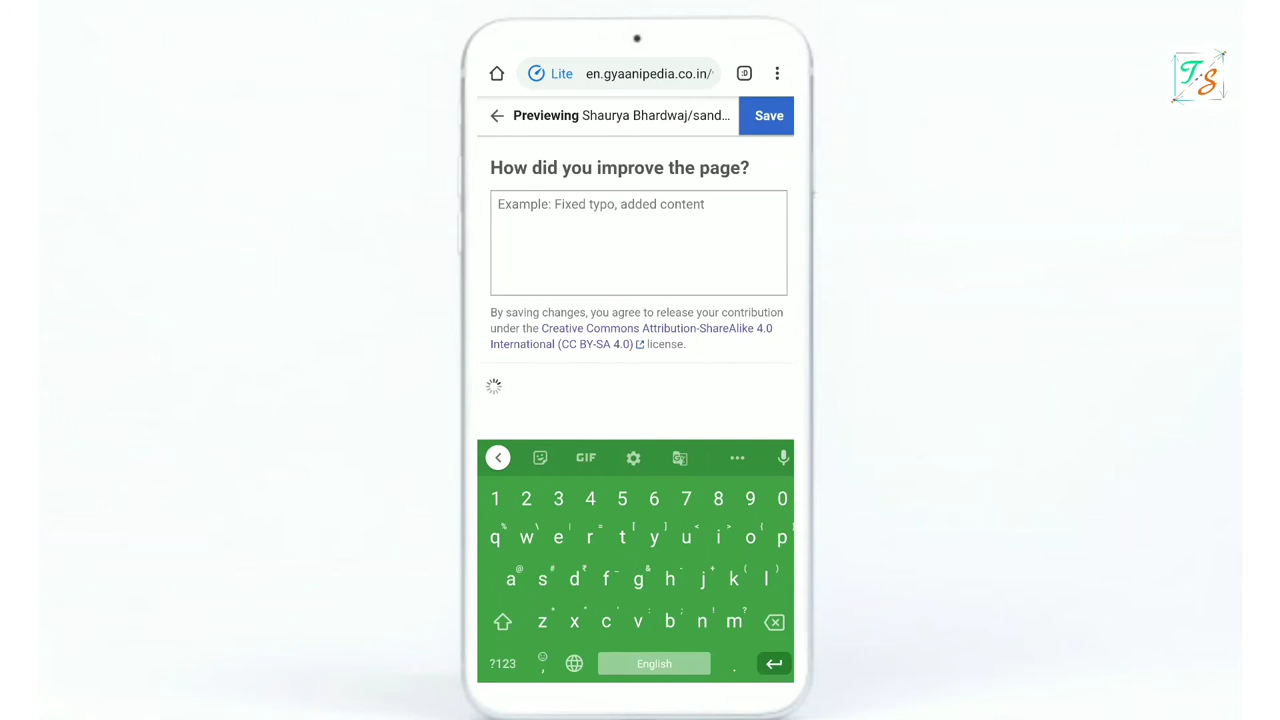 Lite en.gyaanipedia.co.in/ :D
T.S
Previewing Shaurya Bhardwaj/sand... Save
How did you improve the page?
Example: Fixed typo, added content
By saving changes, you agree to release your contribution
under the Creative Commons Attribution-ShareAlike 4.0
International (CC BY-SA 4.0) license.
GIF
1 2 3 4 5 6 7 8 9 0
% \ | = [ ] < > { }
q w e r t y u i o p
@ # ₹ _ & - + ( )
a s d f g h j k l
* " ' : ; ! ?
z x c v b n m
?123 , English .